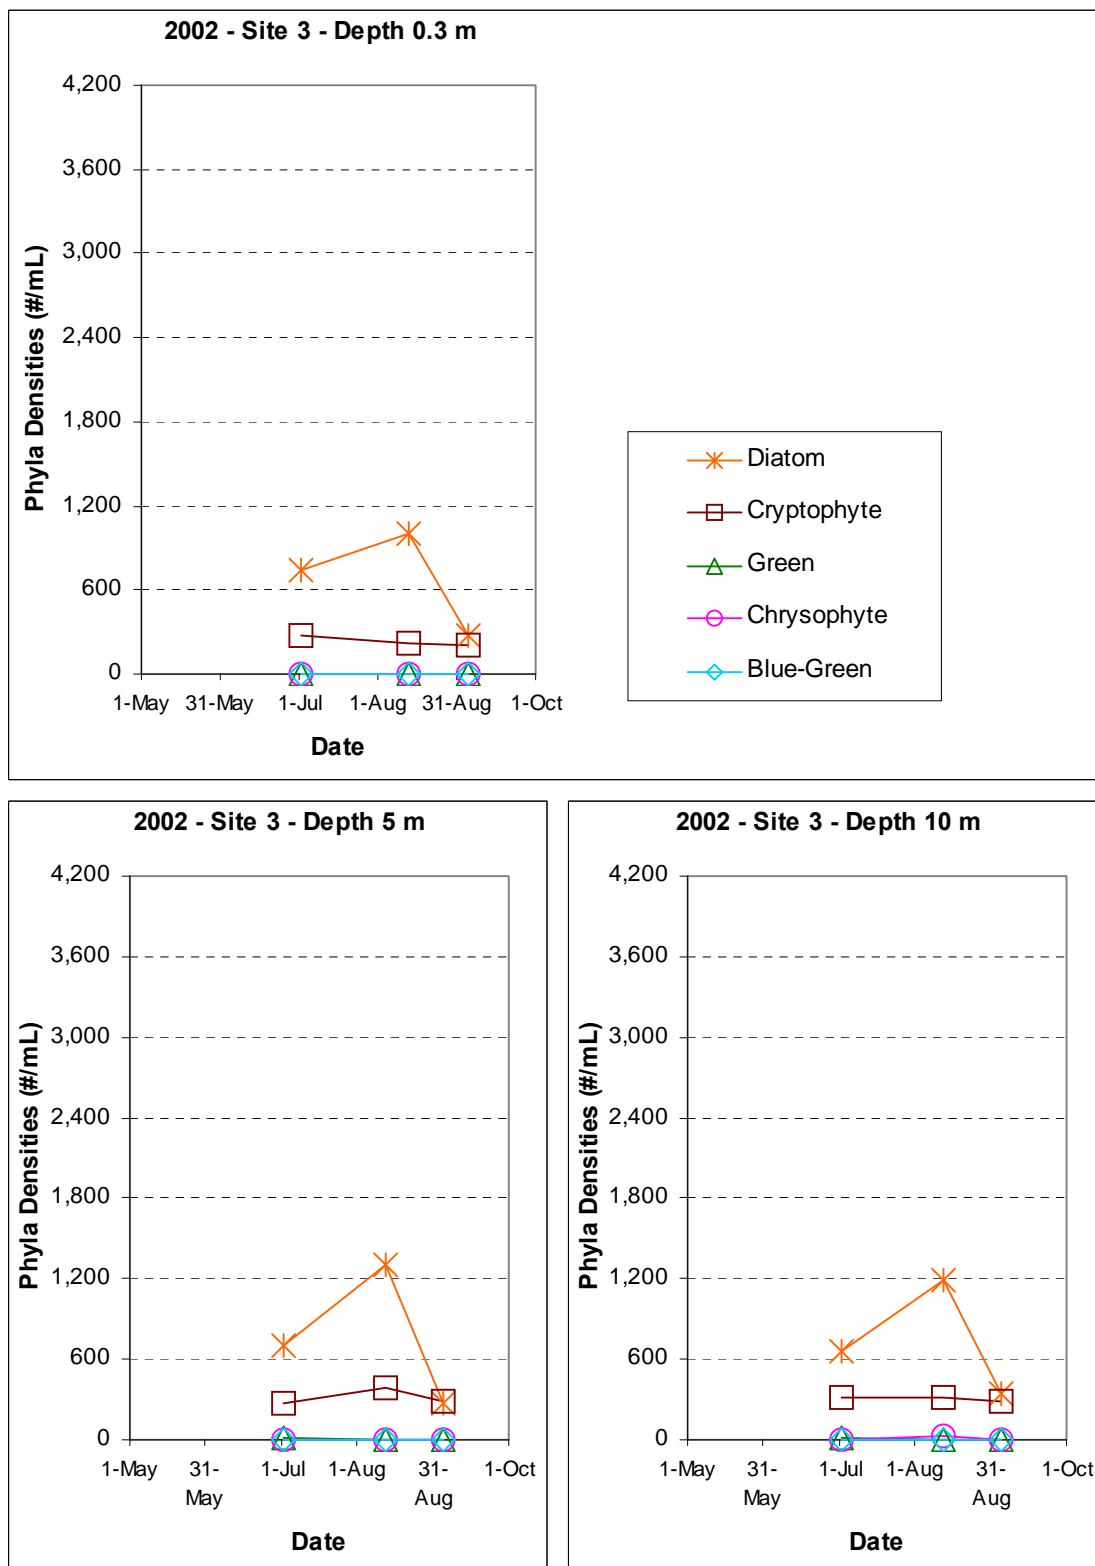 2002 - Site 3 - Depth 0.3 m
4,200
3,600
3,000
2,400
1,800
1,200
600
0
Phyla Densities (#/mL)
1-May 31-May 1-Jul 1-Aug 31-Aug 1-Oct
Date
Diatom
Cryptophyte
Green
Chrysophyte
Blue-Green
2002 - Site 3 - Depth 5 m
4,200
3,600
3,000
2,400
1,800
1,200
600
0
Phyla Densities (#/mL)
1-May 31- 1-Jul 1-Aug 31- 1-Oct
May Aug
Date
2002 - Site 3 - Depth 10 m
4,200
3,600
3,000
2,400
1,800
1,200
600
0
Phyla Densities (#/mL)
1-May 31- 1-Jul 1-Aug 31- 1-Oct
May Aug
Date